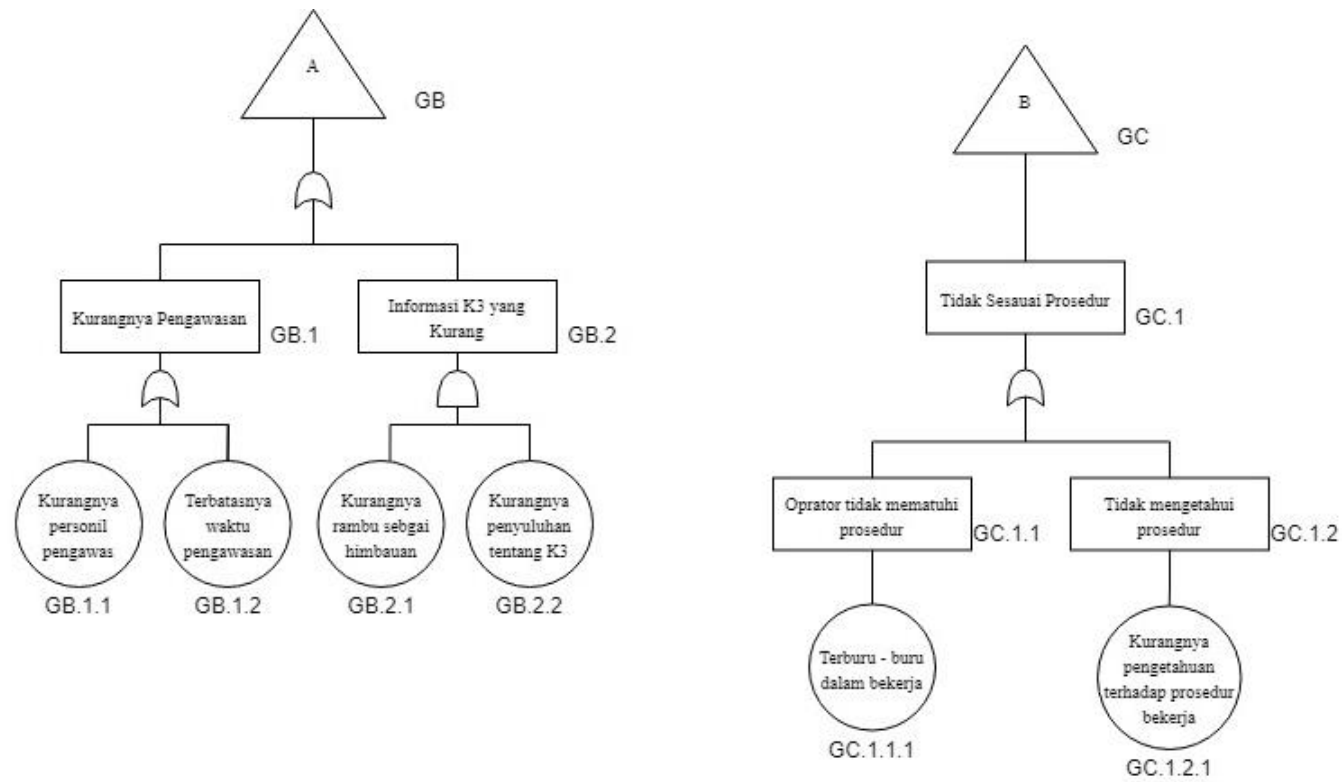 A
GB
Kurangnya Pengawasan
GB.1
Informasi K3 yang
Kurang
GB.2
Kurangnya
personil
pengawas
GB.1.1
Terbatasnya
waktu
pengawasan
GB.1.2
Kurangnya
rambu sebgai
himbauan
GB.2.1
Kurangnya
penyuluhan
tentang K3
GB.2.2
B
GC
Tidak Sesauai Prosedur
GC.1
Oprator tidak mematuhi
prosedur
GC.1.1
Tidak mengetahui
prosedur
GC.1.2
Terburu - buru
dalam bekerja
GC.1.1.1
Kurangnya
pengetahuan
terhadap prosedur
bekerja
GC.1.2.1